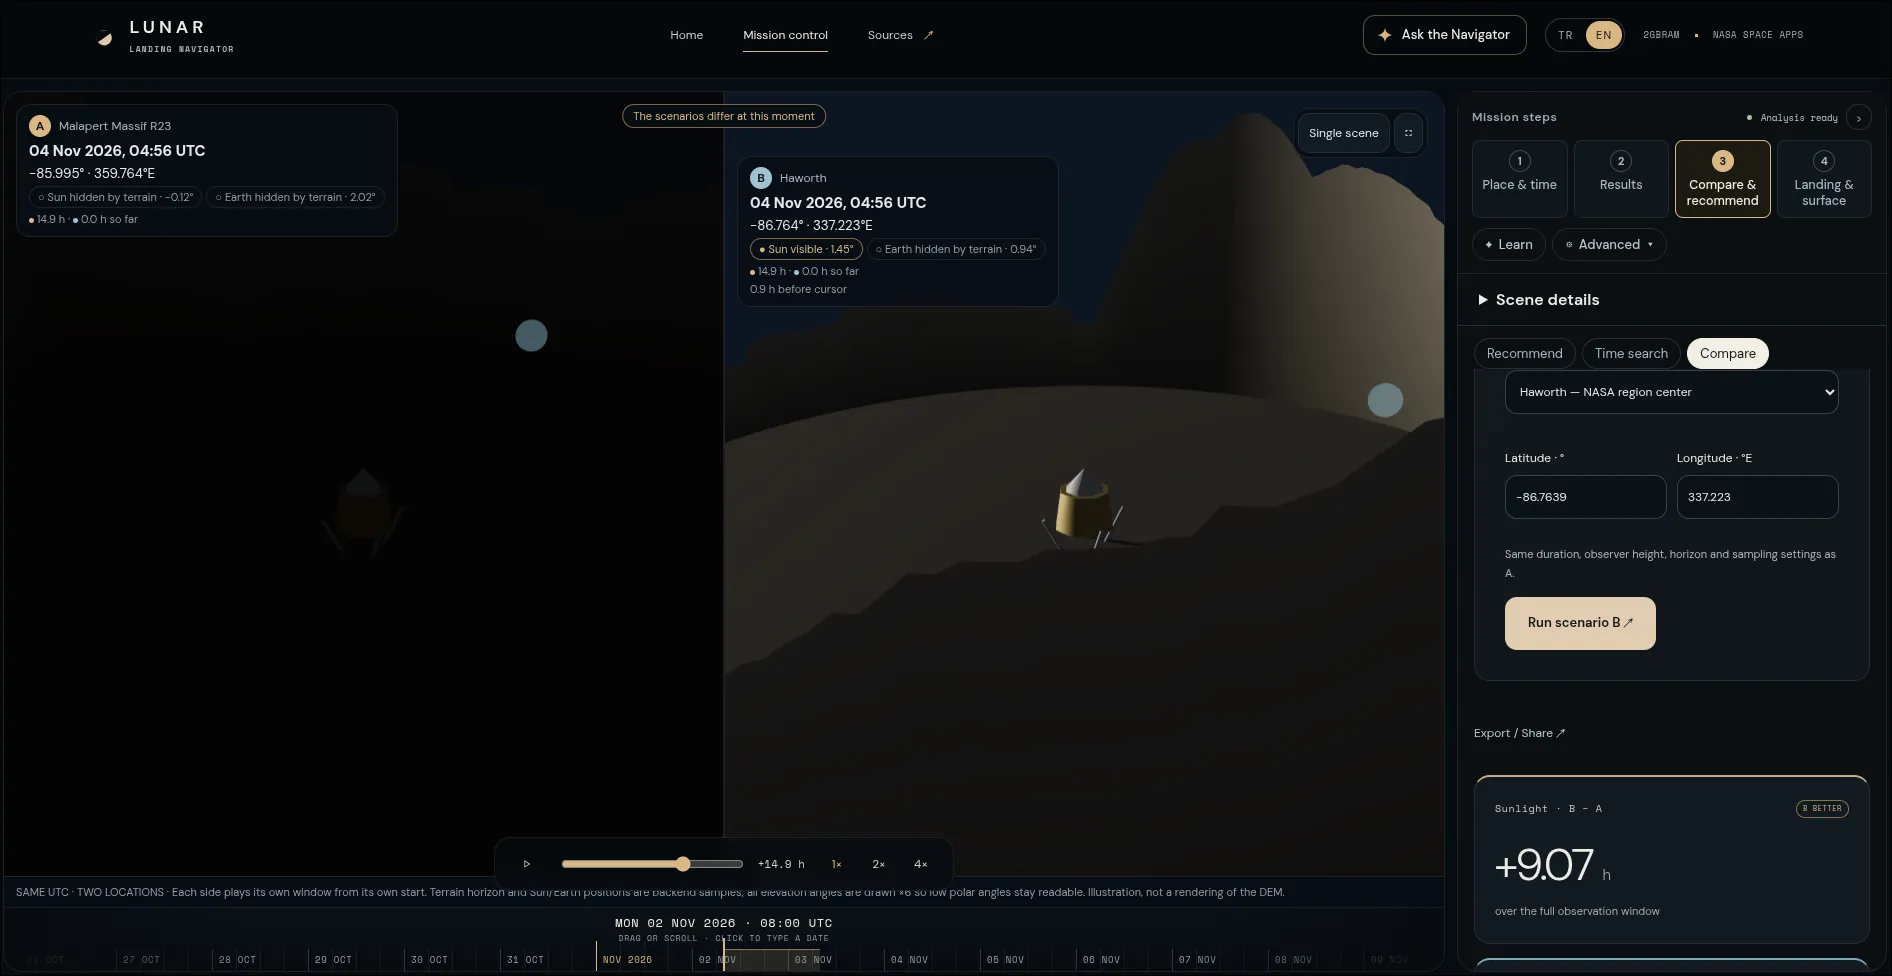 LUNAR
LANDING NAVIGATOR
Home
Mission control
Sources ↗
Ask the Navigator
TR
EN
2GBRAM • NASA SPACE APPS
A Malapert Massif R23
04 Nov 2026, 04:56 UTC
−85.995° · 359.764°E
○ Sun hidden by terrain · −0.12°
○ Earth hidden by terrain · 2.02°
14.9 h · 0.0 h so far
The scenarios differ at this moment
Single scene
B Haworth
04 Nov 2026, 04:56 UTC
−86.764° · 337.223°E
● Sun visible · 1.45°
○ Earth hidden by terrain · 0.94°
14.9 h · 0.0 h so far
0.9 h before cursor
+14.9 h
1×
2×
4×
SAME UTC · TWO LOCATIONS · Each side plays its own window from its own start. Terrain horizon and Sun/Earth positions are backend samples; all elevation angles are drawn ×6 so low polar angles stay readable. Illustration, not a rendering of the DEM.
MON 02 NOV 2026 · 08:00 UTC
DRAG OR SCROLL · CLICK TO TYPE A DATE
26 OCT
27 OCT
28 OCT
29 OCT
30 OCT
31 OCT
NOV 2026
02 NOV
03 NOV
04 NOV
05 NOV
06 NOV
07 NOV
08 NOV
09 NOV
Mission steps
Analysis ready
1
Place & time
2
Results
3
Compare &
recommend
4
Landing &
surface
Learn
Advanced
Scene details
Recommend
Time search
Compare
Haworth — NASA region center
Latitude · °
Longitude · °E
−86.7639
337.223
Same duration, observer height, horizon and sampling settings as
A.
Run scenario B ↗
Export / Share ↗
Sunlight · B − A
B BETTER
+9.07 h
over the full observation window